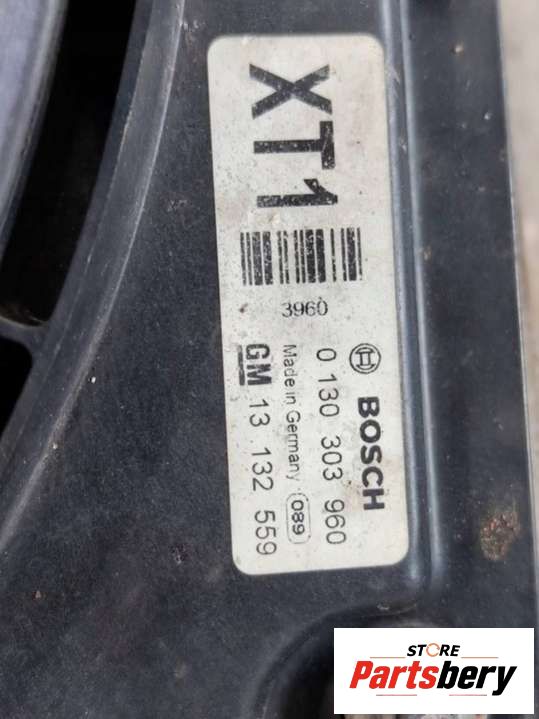 XT1
3960
BOSCH
0 130 303 960
Made in Germany 089
GM 13 132 559
STORE
Partsbery